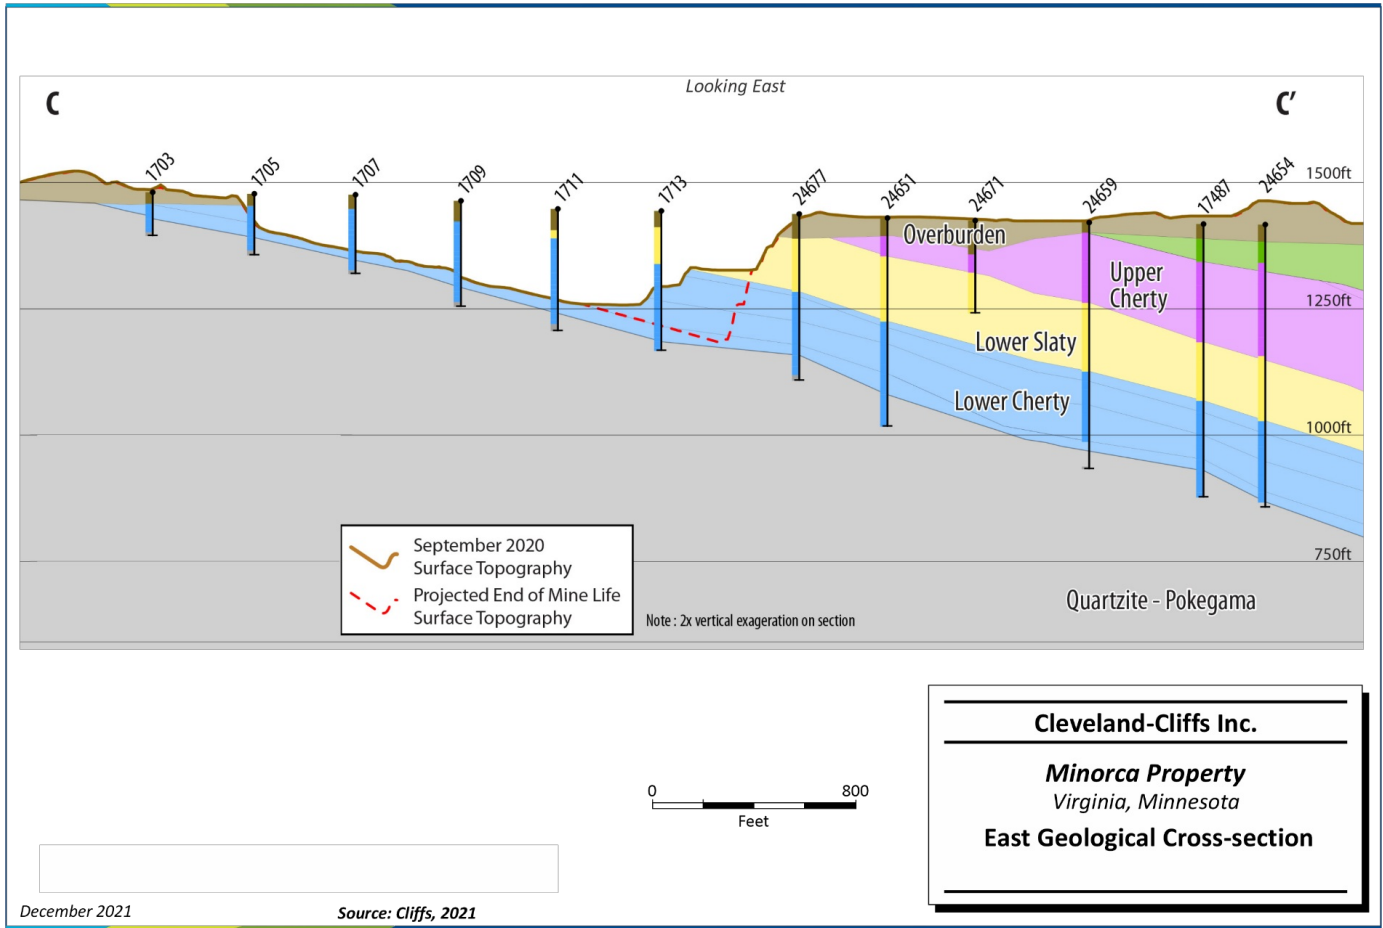 Looking East
C
C’
1703
1705
1707
1709
1711
1713
24677
24651
24671
24659
17487
24654
1500ft
Overburden
Upper
Cherty
1250ft
Lower Slaty
Lower Cherty
1000ft
750ft
September 2020
Surface Topography
Projected End of Mine Life
Surface Topography
Note : 2x vertical exageration on section
Quartzite - Pokegama
Cleveland-Cliffs Inc.
Minorca Property
Virginia, Minnesota
East Geological Cross-section
0 800
Feet
December 2021
Source: Cliffs, 2021